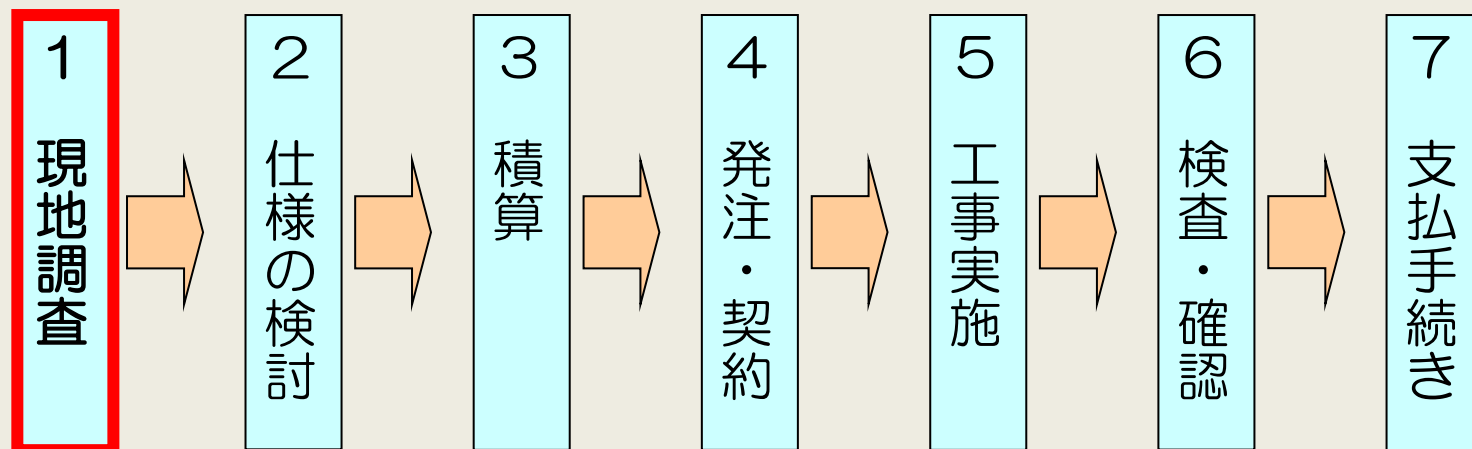 1 現地調査
2 仕様の検討
3 積算
4 発注・契約
5 工事実施
6 検査・確認
7 支払手続き